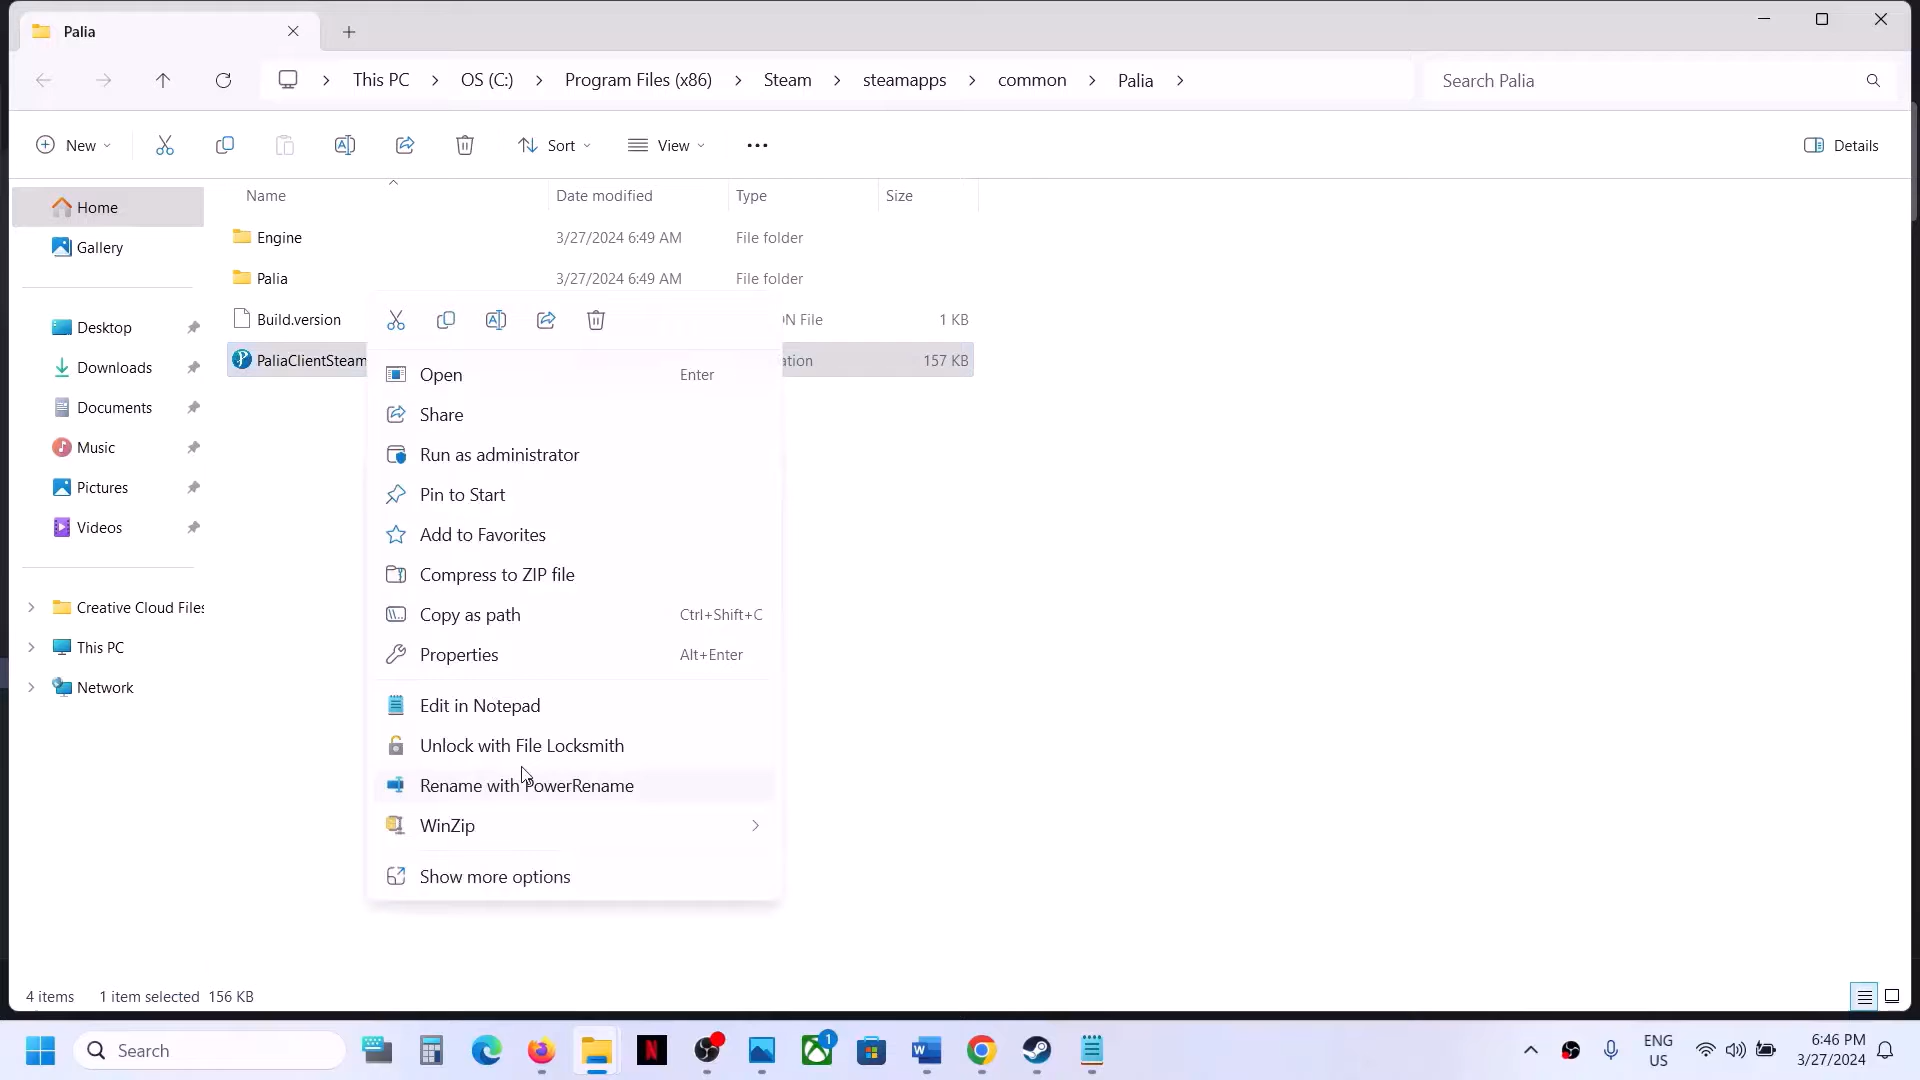 Palia
This PC > OS (C:) > Program Files (x86) > Steam > steamapps > common > Palia >
Search Palia
New
Sort
View
Details
Name
Date modified
Type
Size
Home
Gallery
Desktop
Downloads
Documents
Music
Pictures
Videos
Creative Cloud Files
This PC
Network
Engine 3/27/2024 6:49 AM File folder
Palia 3/27/2024 6:49 AM File folder
Build.version N File 1 KB
PaliaClientSteam ation 157 KB
Open Enter
Share
Run as administrator
Pin to Start
Add to Favorites
Compress to ZIP file
Copy as path Ctrl+Shift+C
Properties Alt+Enter
Edit in Notepad
Unlock with File Locksmith
Rename with PowerRename
WinZip
Show more options
4 items 1 item selected 156 KB
Search
1
ENG
US
6:46 PM
3/27/2024